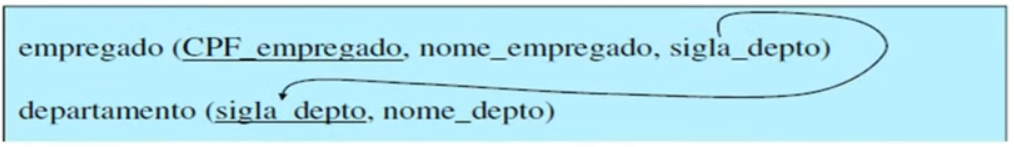 empregado (CPF_empregado, nome_empregado, sigla_depto)
departamento (sigla_depto, nome_depto)